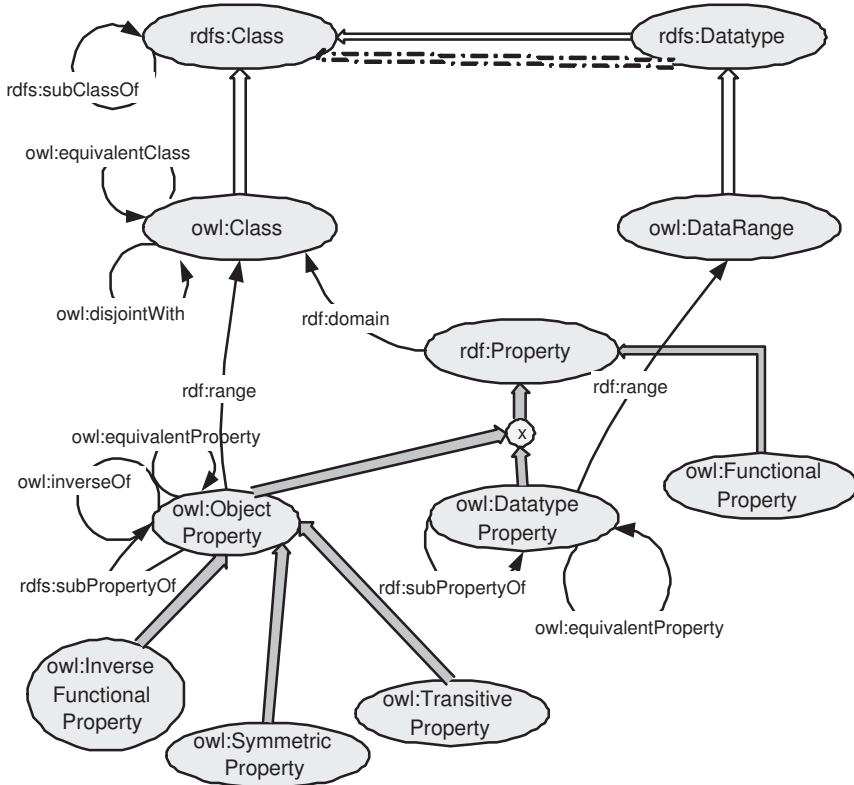 rdfs:Class
rdfs:Datatype
rdfs:subClassOf
owl:equivalentClass
owl:Class
owl:DataRange
owl:disjointWith
rdf:domain
rdf:Property
rdf:range
rdf:range
x
owl:equivalentProperty
owl:inverseOf
owl:Functional
Property
owl:Object
Property
owl:Datatype
Property
rdfs:subPropertyOf
rdf:subPropertyOf
owl:equivalentProperty
owl:Inverse
Functional
Property
owl:Transitive
Property
owl:Symmetric
Property